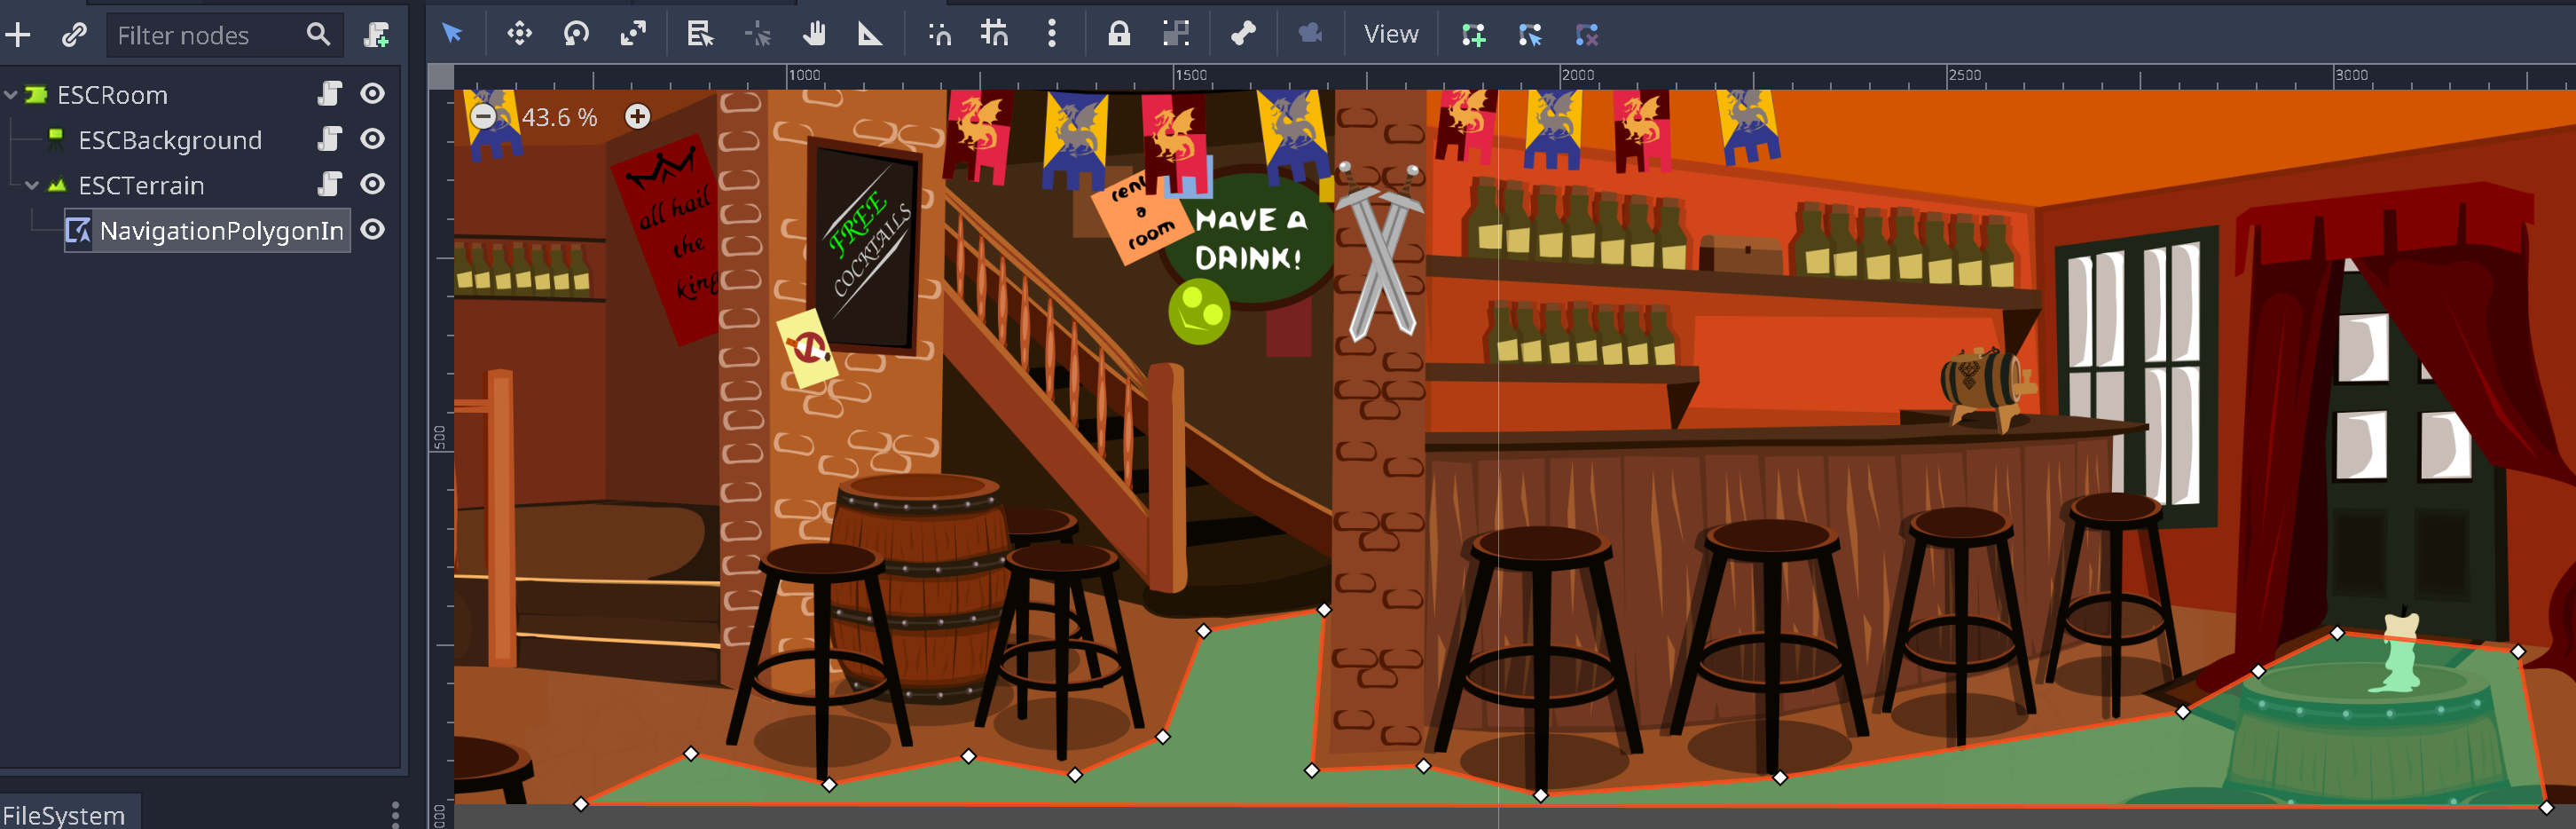 Filter nodes
View
ESCRoom
ESCBackground
ESCTerrain
NavigationPolygonIn
FileSystem
1000
1500
2000
2500
3000
500
43.6 %
all hail
the
king
FREE
COCKTAILS
rent
a
room
HAVE A
DRINK!